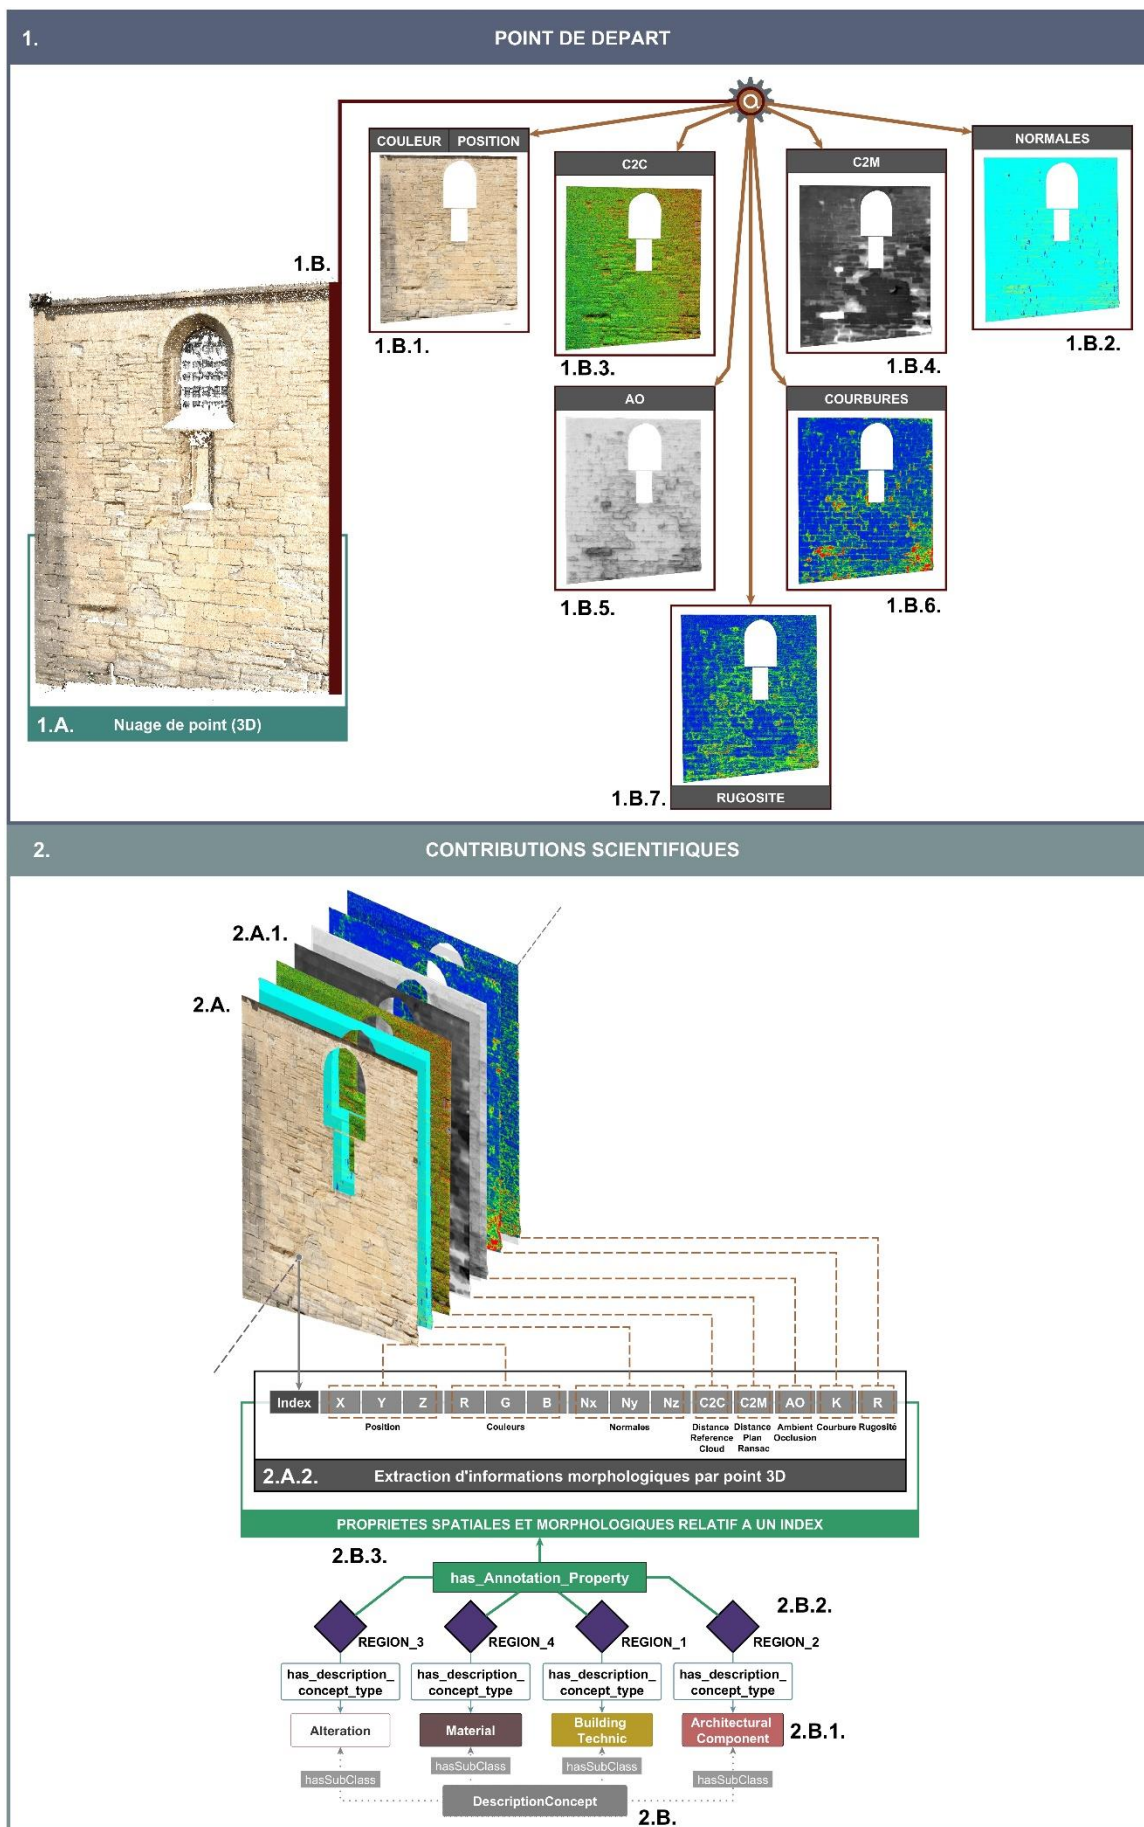 1.
POINT DE DEPART
COULEUR POSITION
C2C
C2M
NORMALES
1.B.
1.B.1.
1.B.3.
1.B.4.
1.B.2.
AO
COURBURES
1.B.5.
1.B.6.
1.A. Nuage de point (3D)
1.B.7.
RUGOSITE
2.
CONTRIBUTIONS SCIENTIFIQUES
2.A.1.
2.A.
Index X Y Z R G B Nx Ny Nz C2C C2M AO K R
Position
Couleurs
Normales
Distance
Reference
Cloud
Distance
Plan
Ransac
Ambient
Occlusion
Courbure
Rugosité
2.A.2. Extraction d'informations morphologiques par point 3D
PROPRIETES SPATIALES ET MORPHOLOGIQUES RELATIF A UN INDEX
2.B.3.
has_Annotation_Property
2.B.2.
REGION_3
REGION_4
REGION_1
REGION_2
has_description_
concept_type
has_description_
concept_type
has_description_
concept_type
has_description_
concept_type
Alteration
Material
Building
Technic
Architectural
Component
2.B.1.
hasSubClass
hasSubClass
hasSubClass
hasSubClass
DescriptionConcept
2.B.